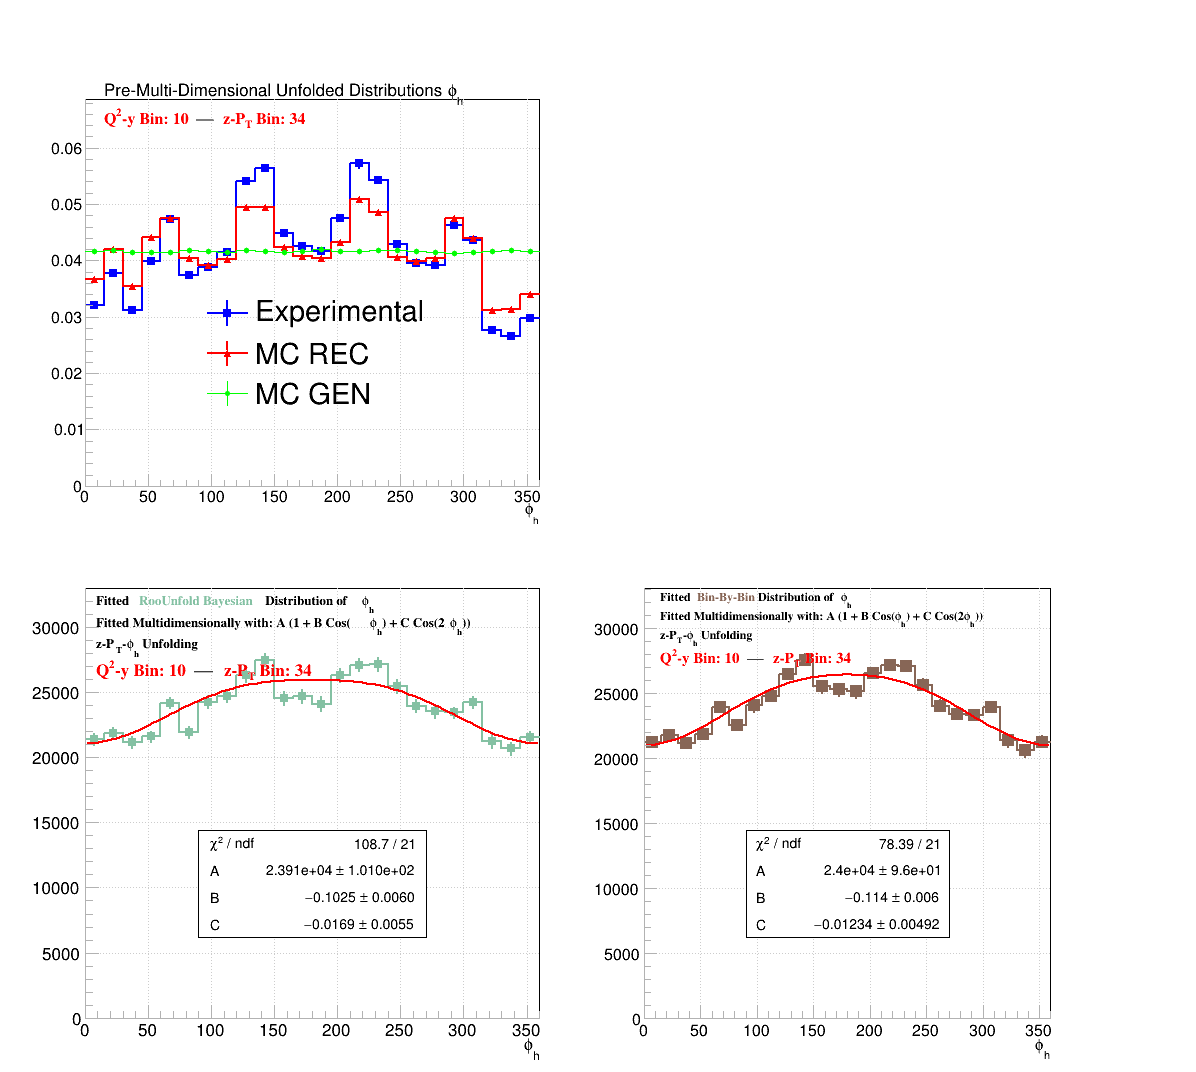 Pre-Multi-Dimensional Unfolded Distributions ϕh
Q²-y Bin: 10 — z-PT Bin: 34
0.06
0.05
0.04
0.03
0.02
0.01
0
Experimental
MC REC
MC GEN
0 50 100 150 200 250 300 350
ϕh
Fitted RooUnfold Bayesian Distribution of ϕh
Fitted Multidimensionally with: A (1 + B Cos( ϕh) + C Cos(2 ϕh))
z-PT-ϕh Unfolding
Q²-y Bin: 10 — z-PT Bin: 34
30000
25000
20000
15000
10000
5000
0
χ² / ndf 108.7 / 21
A 2.391e+04 ± 1.010e+02
B −0.1025 ± 0.0060
C −0.0169 ± 0.0055
0 50 100 150 200 250 300 350
ϕh
Fitted Bin-By-Bin Distribution of ϕh
Fitted Multidimensionally with: A (1 + B Cos(ϕh) + C Cos(2ϕh))
z-PT-ϕh Unfolding
Q²-y Bin: 10 — z-PT Bin: 34
30000
25000
20000
15000
10000
5000
0
χ² / ndf 78.39 / 21
A 2.4e+04 ± 9.6e+01
B −0.114 ± 0.006
C −0.01234 ± 0.00492
0 50 100 150 200 250 300 350
ϕh